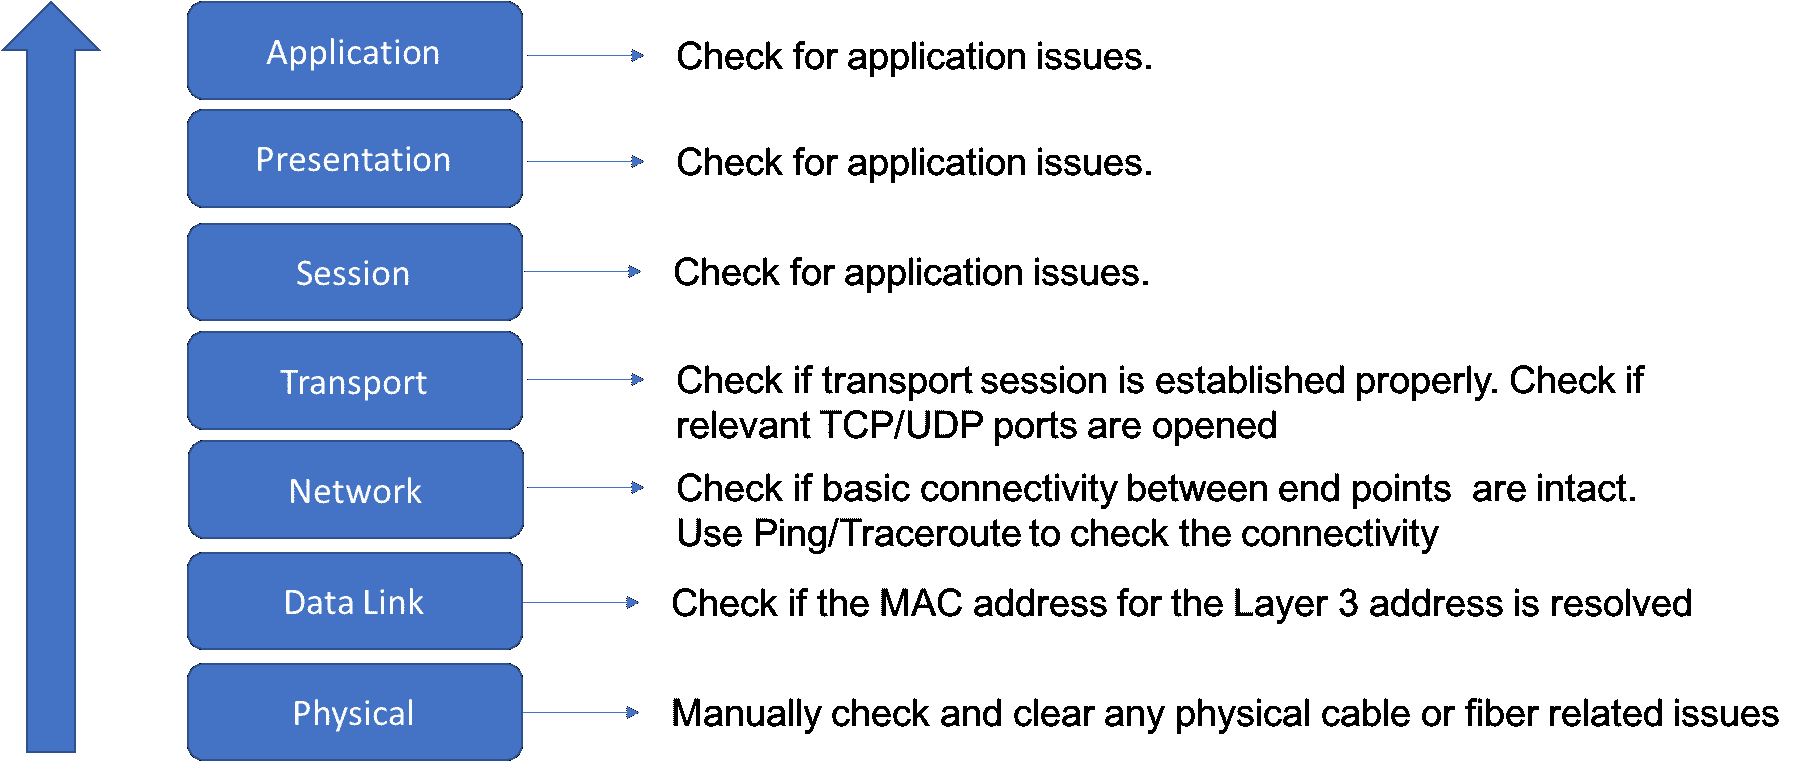 Application
Check for application issues.
Presentation
Check for application issues.
Session
Check for application issues.
Transport
Check if transport session is established properly. Check if
relevant TCP/UDP ports are opened
Network
Check if basic connectivity between end points  are intact.
Use Ping/Traceroute to check the connectivity
Data Link
Check if the MAC address for the Layer 3 address is resolved
Physical
Manually check and clear any physical cable or fiber related issues